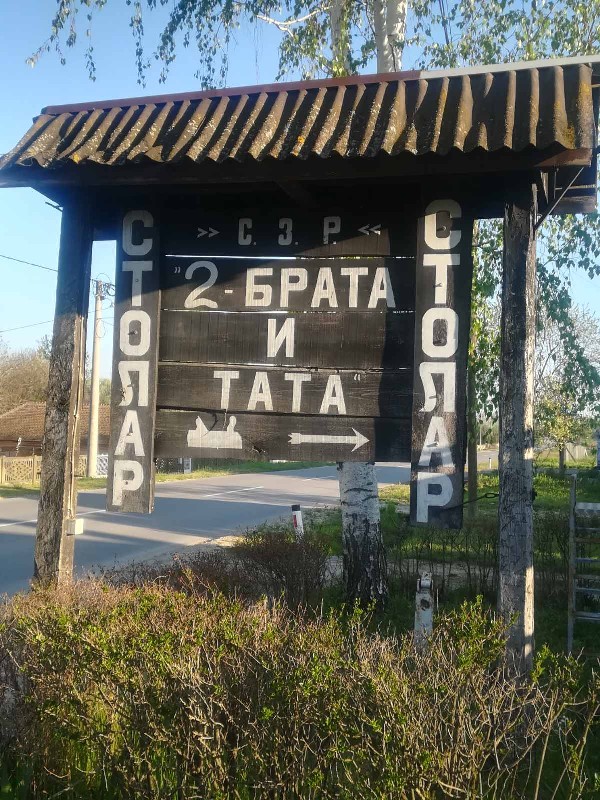 СТОЛАР
» С.З.Р. «
"2-БРАТА
И
ТАТА"
СТОЛАР